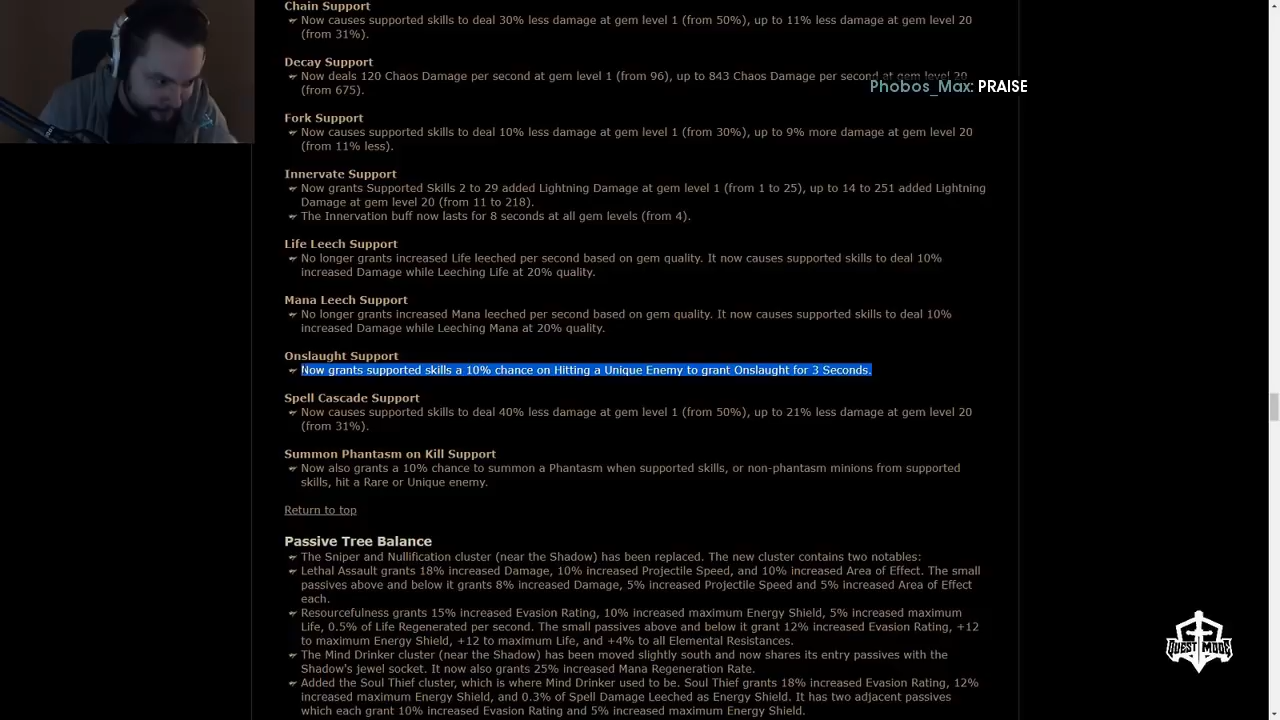 Chain Support
Now causes supported skills to deal 30% less damage at gem level 1 (from 50%), up to 11% less damage at gem level 20
(from 31%).
Decay Support
Now deals 120 Chaos Damage per second at gem level 1 (from 96), up to 843 Chaos Damage per second at gem level 20
(from 675).
Phobos_Max: PRAISE
Fork Support
Now causes supported skills to deal 10% less damage at gem level 1 (from 30%), up to 9% more damage at gem level 20
(from 11% less).
Innervate Support
Now grants Supported Skills 2 to 29 added Lightning Damage at gem level 1 (from 1 to 25), up to 14 to 251 added Lightning
Damage at gem level 20 (from 11 to 218).
The Innervation buff now lasts for 8 seconds at all gem levels (from 4).
Life Leech Support
No longer grants increased Life leeched per second based on gem quality. It now causes supported skills to deal 10%
increased Damage while Leeching Life at 20% quality.
Mana Leech Support
No longer grants increased Mana leeched per second based on gem quality. It now causes supported skills to deal 10%
increased Damage while Leeching Mana at 20% quality.
Onslaught Support
Now grants supported skills a 10% chance on Hitting a Unique Enemy to grant Onslaught for 3 Seconds.
Spell Cascade Support
Now causes supported skills to deal 40% less damage at gem level 1 (from 50%), up to 21% less damage at gem level 20
(from 31%).
Summon Phantasm on Kill Support
Now also grants a 10% chance to summon a Phantasm when supported skills, or non-phantasm minions from supported
skills, hit a Rare or Unique enemy.
Return to top
Passive Tree Balance
The Sniper and Nullification cluster (near the Shadow) has been replaced. The new cluster contains two notables:
Lethal Assault grants 18% increased Damage, 10% increased Projectile Speed, and 10% increased Area of Effect. The small
passives above and below it grants 8% increased Damage, 5% increased Projectile Speed and 5% increased Area of Effect
each.
Resourcefulness grants 15% increased Evasion Rating, 10% increased maximum Energy Shield, 5% increased maximum
Life, 0.5% of Life Regenerated per second. The small passives above and below it grant 12% increased Evasion Rating, +12
to maximum Energy Shield, +12 to maximum Life, and +4% to all Elemental Resistances.
The Mind Drinker cluster (near the Shadow) has been moved slightly south and now shares its entry passives with the
Shadow's jewel socket. It now also grants 25% increased Mana Regeneration Rate.
Added the Soul Thief cluster, which is where Mind Drinker used to be. Soul Thief grants 18% increased Evasion Rating, 12%
increased maximum Energy Shield, and 0.3% of Spell Damage Leeched as Energy Shield. It has two adjacent passives
which each grant 10% increased Evasion Rating and 5% increased maximum Energy Shield.
QUEST MODE